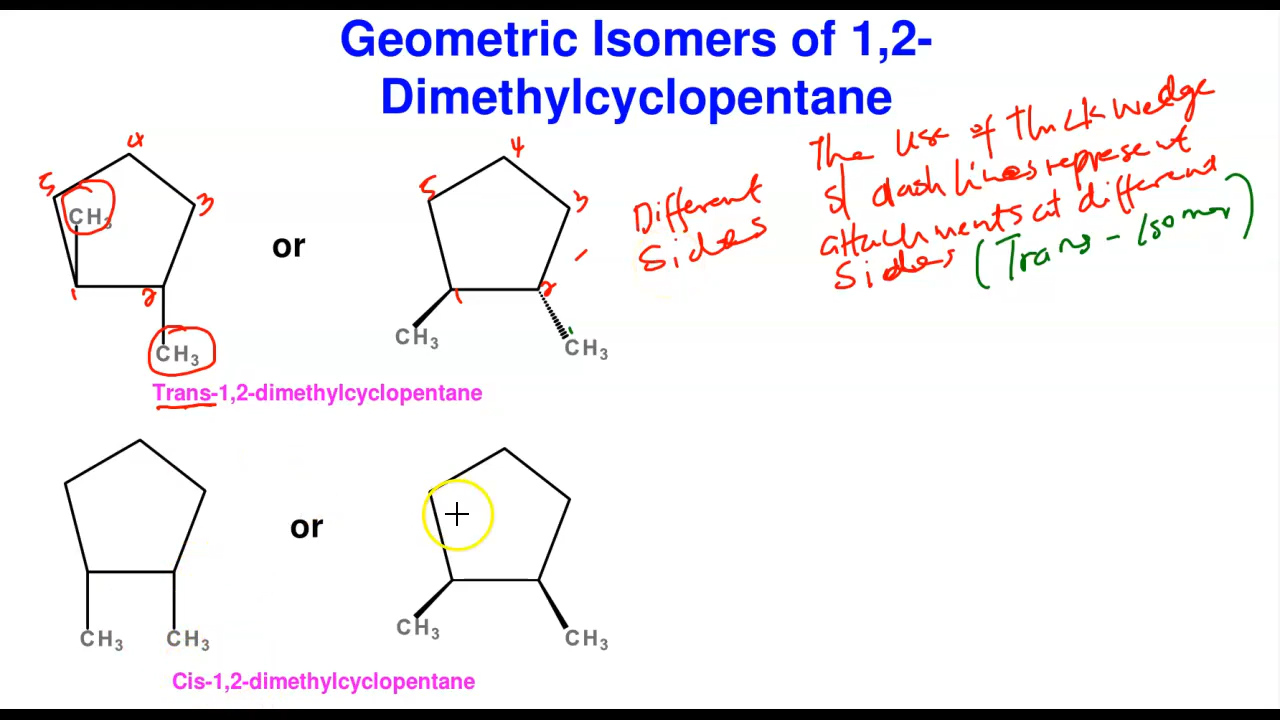 Geometric Isomers of 1,2-
Dimethylcyclopentane
The use of thick wedge
& dash lines represent
attachments at different
Sides (Trans-Isomer)
Different
Sides
4
5
3
CH3
1
2
CH3
or
4
5
3
1
2
CH3
CH3
Trans-1,2-dimethylcyclopentane
or
CH3
CH3
CH3
CH3
Cis-1,2-dimethylcyclopentane